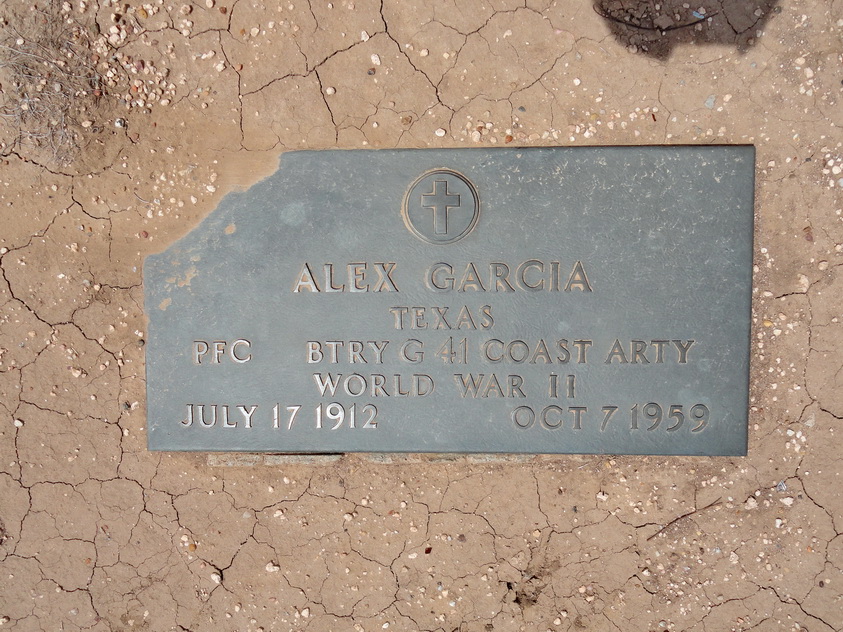 ALEX GARCIA
TEXAS
PFC BTRY G 41 COAST ARTY
WORLD WAR II
JULY 17 1912 OCT 7 1959